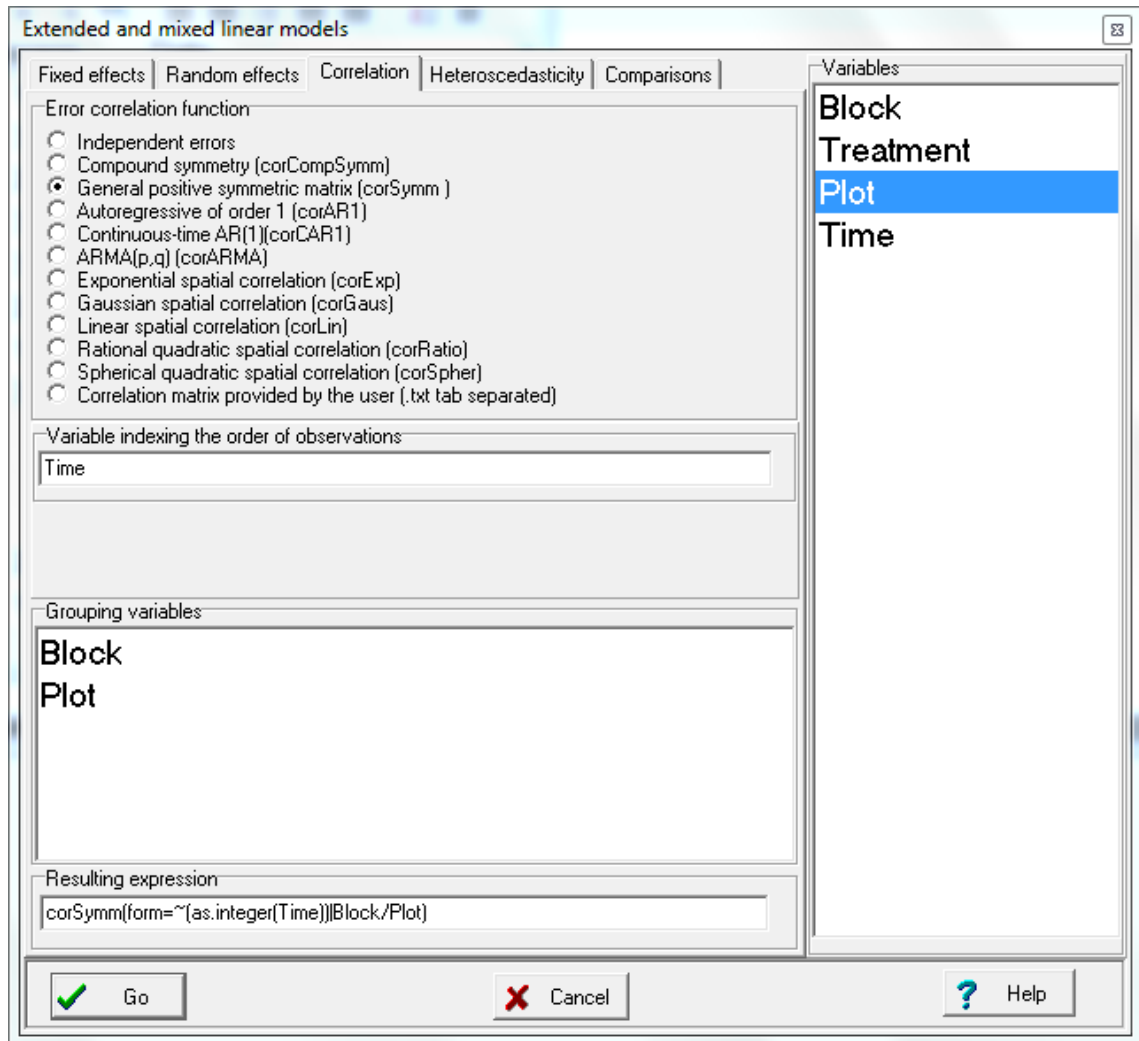 Extended and mixed linear models
Fixed effects Random effects Correlation Heteroscedasticity Comparisons
Error correlation function
Independent errors
Compound symmetry (corCompSymm)
General positive symmetric matrix (corSymm )
Autoregressive of order 1 (corAR1)
Continuous-time AR(1)(corCAR1)
ARMA(p,q) (corARMA)
Exponential spatial correlation (corExp)
Gaussian spatial correlation (corGaus)
Linear spatial correlation (corLin)
Rational quadratic spatial correlation (corRatio)
Spherical quadratic spatial correlation (corSpher)
Correlation matrix provided by the user (.txt tab separated)
Variable indexing the order of observations
Time
Grouping variables
Block
Plot
Resulting expression
corSymm(form=~(as.integer(Time))|Block/Plot)
Variables
Block
Treatment
Plot
Time
Go Cancel Help